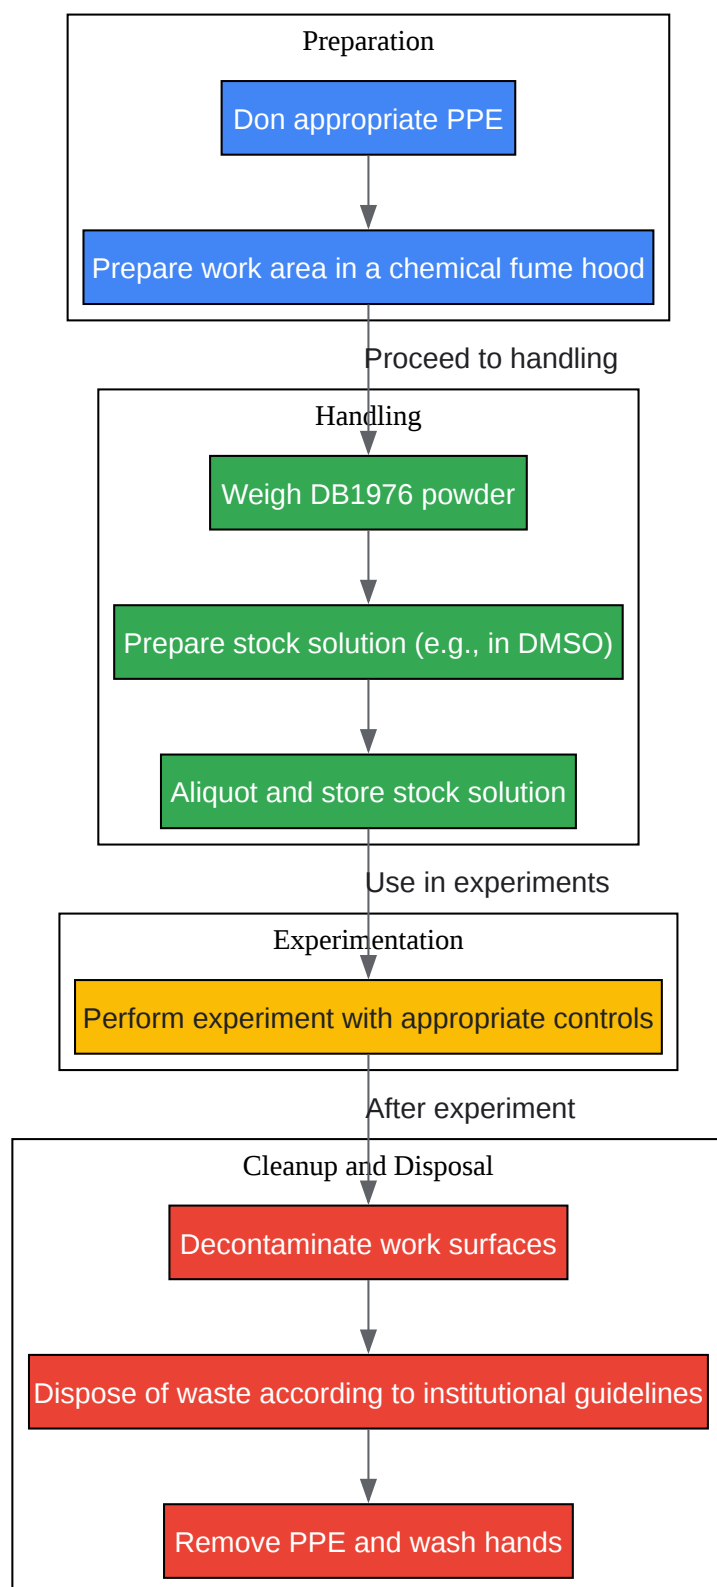 Preparation
Don appropriate PPE
Prepare work area in a chemical fume hood
Proceed to handling
Handling
Weigh DB1976 powder
Prepare stock solution (e.g., in DMSO)
Aliquot and store stock solution
Use in experiments
Experimentation
Perform experiment with appropriate controls
After experiment
Cleanup and Disposal
Decontaminate work surfaces
Dispose of waste according to institutional guidelines
Remove PPE and wash hands